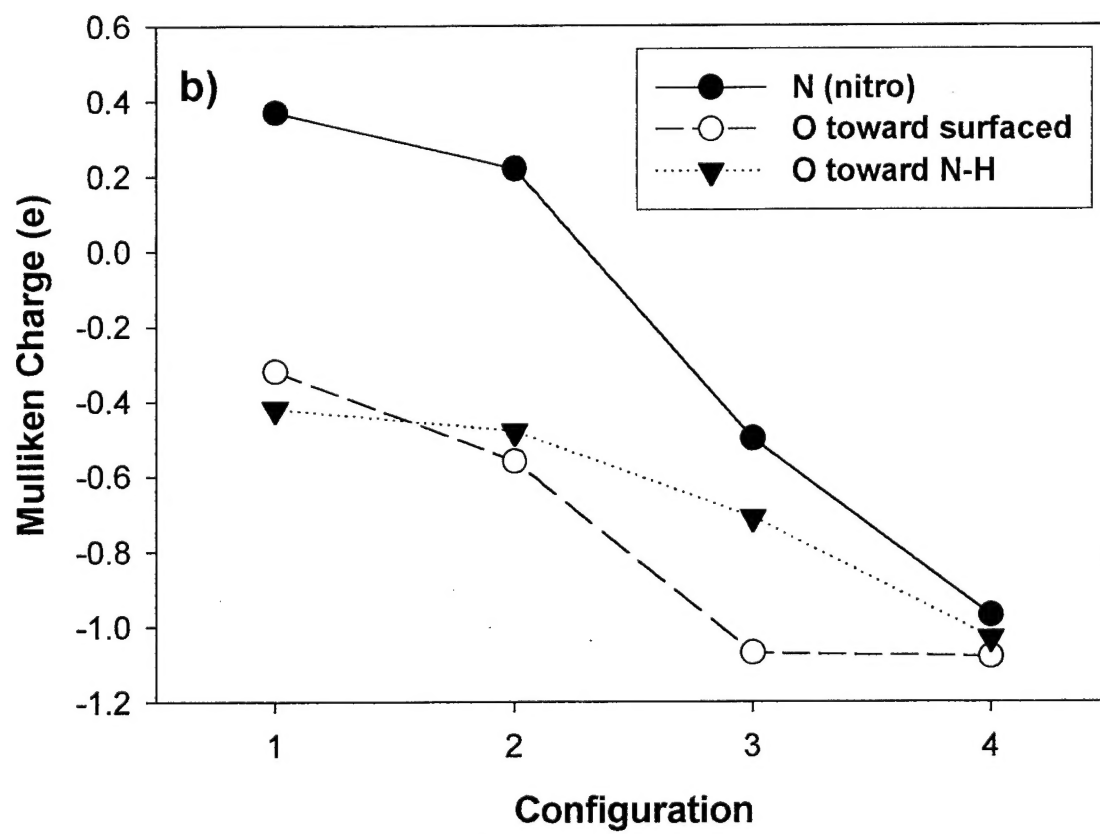 b)
N (nitro)
O toward surfaced
O toward N-H
Mulliken Charge (e)
0.6
0.4
0.2
0.0
-0.2
-0.4
-0.6
-0.8
-1.0
-1.2
1 2 3 4
Configuration